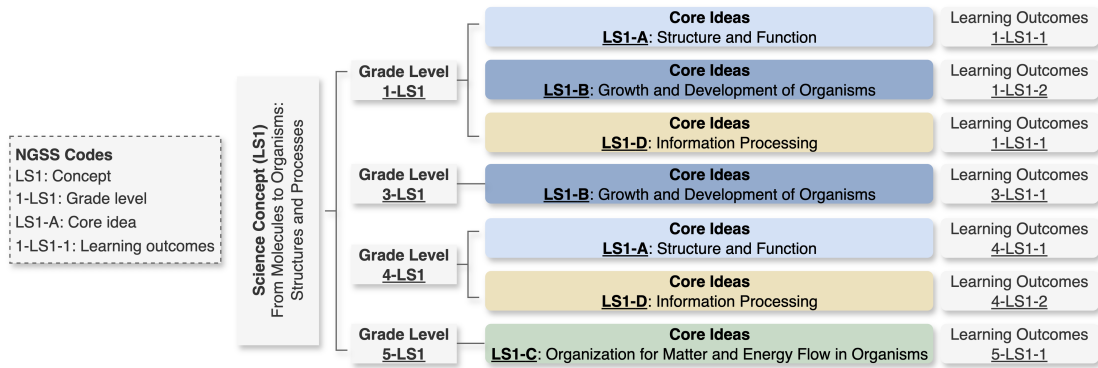 NGSS Codes
LS1: Concept
1-LS1: Grade level
LS1-A: Core idea
1-LS1-1: Learning outcomes
Science Concept (LS1)
From Molecules to Organisms:
Structures and Processes
Grade Level
1-LS1
Core Ideas
LS1-A: Structure and Function
Learning Outcomes
1-LS1-1
Core Ideas
LS1-B: Growth and Development of Organisms
Learning Outcomes
1-LS1-2
Core Ideas
LS1-D: Information Processing
Learning Outcomes
1-LS1-1
Grade Level
3-LS1
Core Ideas
LS1-B: Growth and Development of Organisms
Learning Outcomes
3-LS1-1
Grade Level
4-LS1
Core Ideas
LS1-A: Structure and Function
Learning Outcomes
4-LS1-1
Core Ideas
LS1-D: Information Processing
Learning Outcomes
4-LS1-2
Grade Level
5-LS1
Core Ideas
LS1-C: Organization for Matter and Energy Flow in Organisms
Learning Outcomes
5-LS1-1